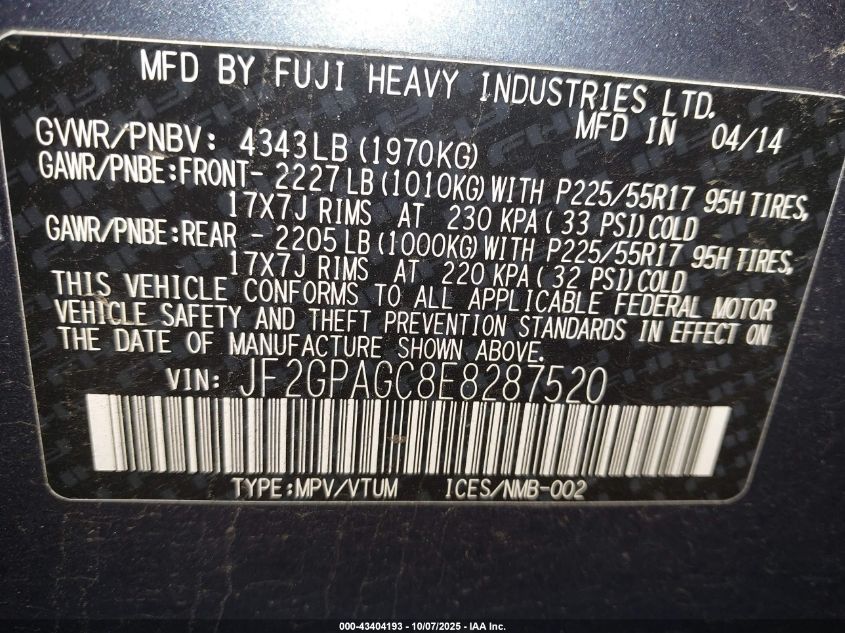 MFD BY FUJI HEAVY INDUSTRIES LTD.
MFD IN 04/14
GVWR/PNBV: 4343LB (1970KG)
GAWR/PNBE:FRONT- 2227 LB (1010KG) WITH P225/55R17 95H TIRES,
17X7J RIMS AT 230 KPA (33 PSI) COLD
GAWR/PNBE:REAR - 2205 LB (1000KG) WITH P225/55R17 95H TIRES,
17X7J RIMS AT 220 KPA (32 PSI) COLD
THIS VEHICLE CONFORMS TO ALL APPLICABLE FEDERAL MOTOR
VEHICLE SAFETY AND THEFT PREVENTION STANDARDS IN EFFECT ON
THE DATE OF MANUFACTURE SHOWN ABOVE.
VIN: JF2GPAGC8E8287520
TYPE:MPV/VTUM ICES/NMB-002
000-43404193 - 10/07/2025 - IAA Inc.